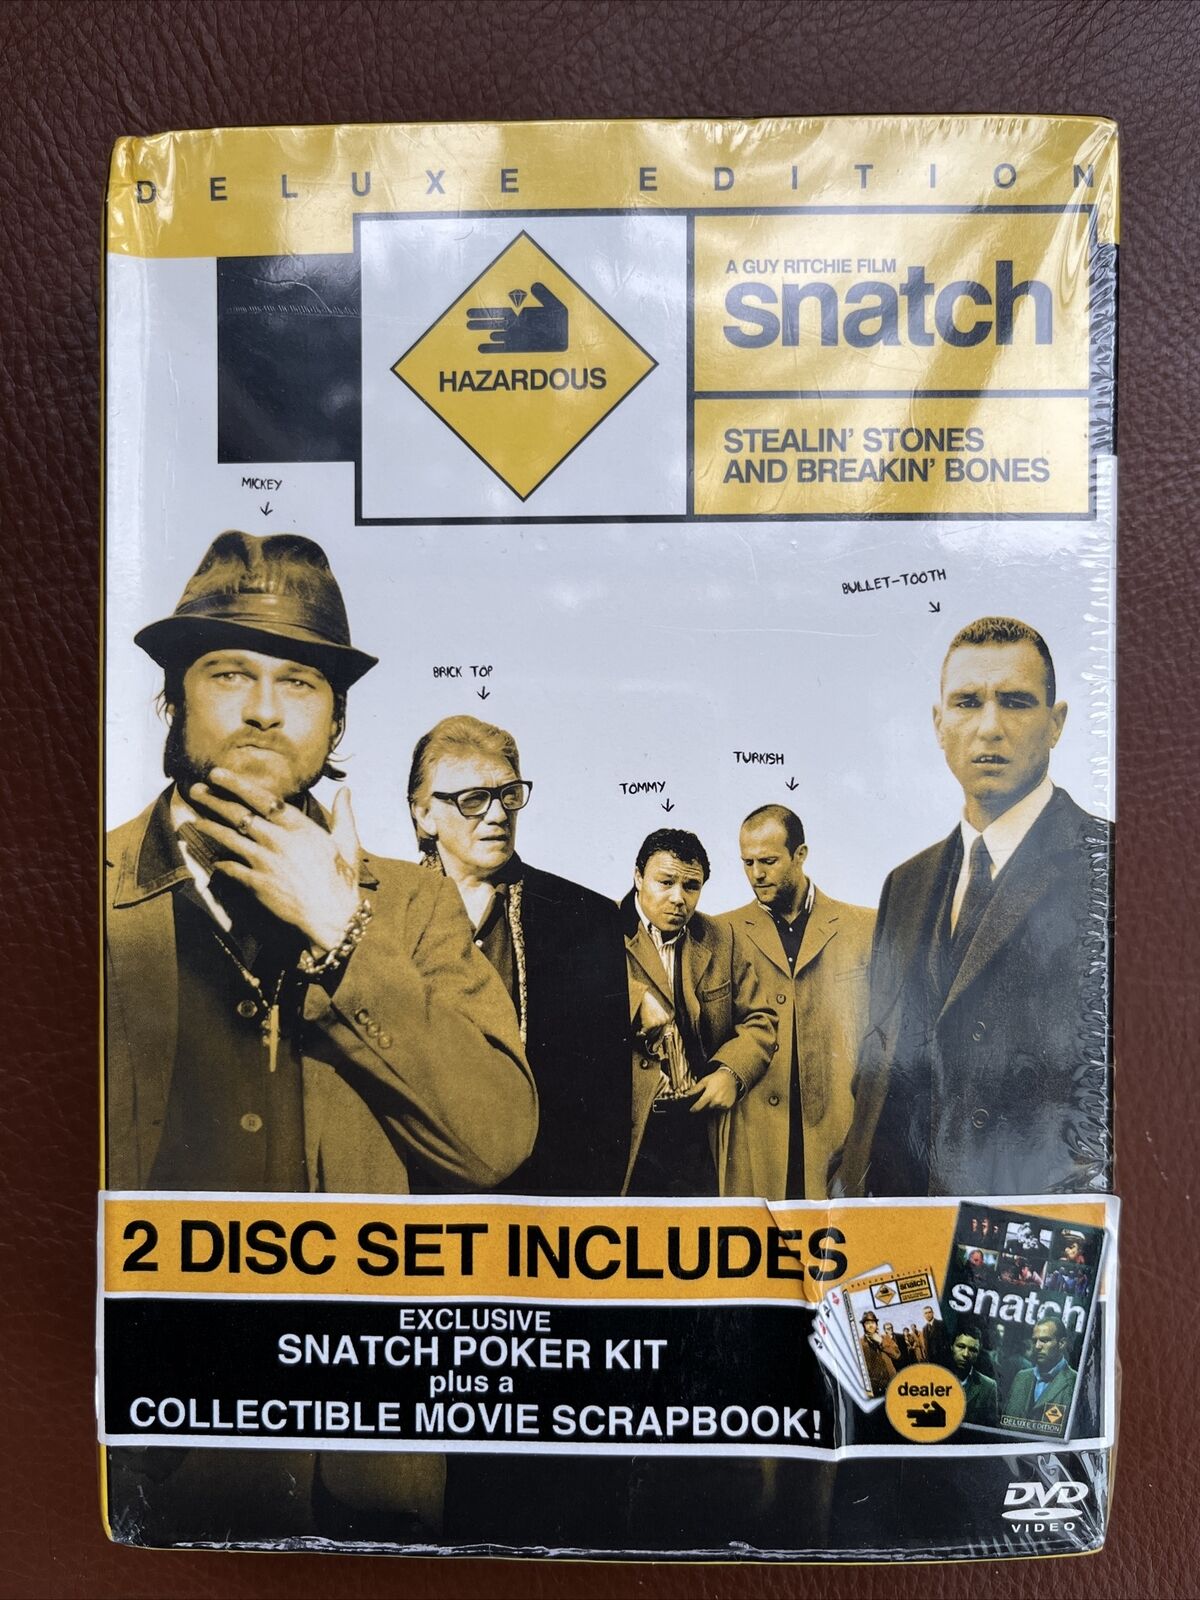 DELUXE EDITION
HAZARDOUS
A GUY RITCHIE FILM
snatch
STEALIN' STONES
AND BREAKIN' BONES
MICKEY
BRICK TOP
TOMMY
TURKISH
BULLET-TOOTH
2 DISC SET INCLUDES
EXCLUSIVE
SNATCH POKER KIT
plus a
COLLECTIBLE MOVIE SCRAPBOOK!
snatch
snatch
dealer
DELUXE EDITION
DVD
VIDEO